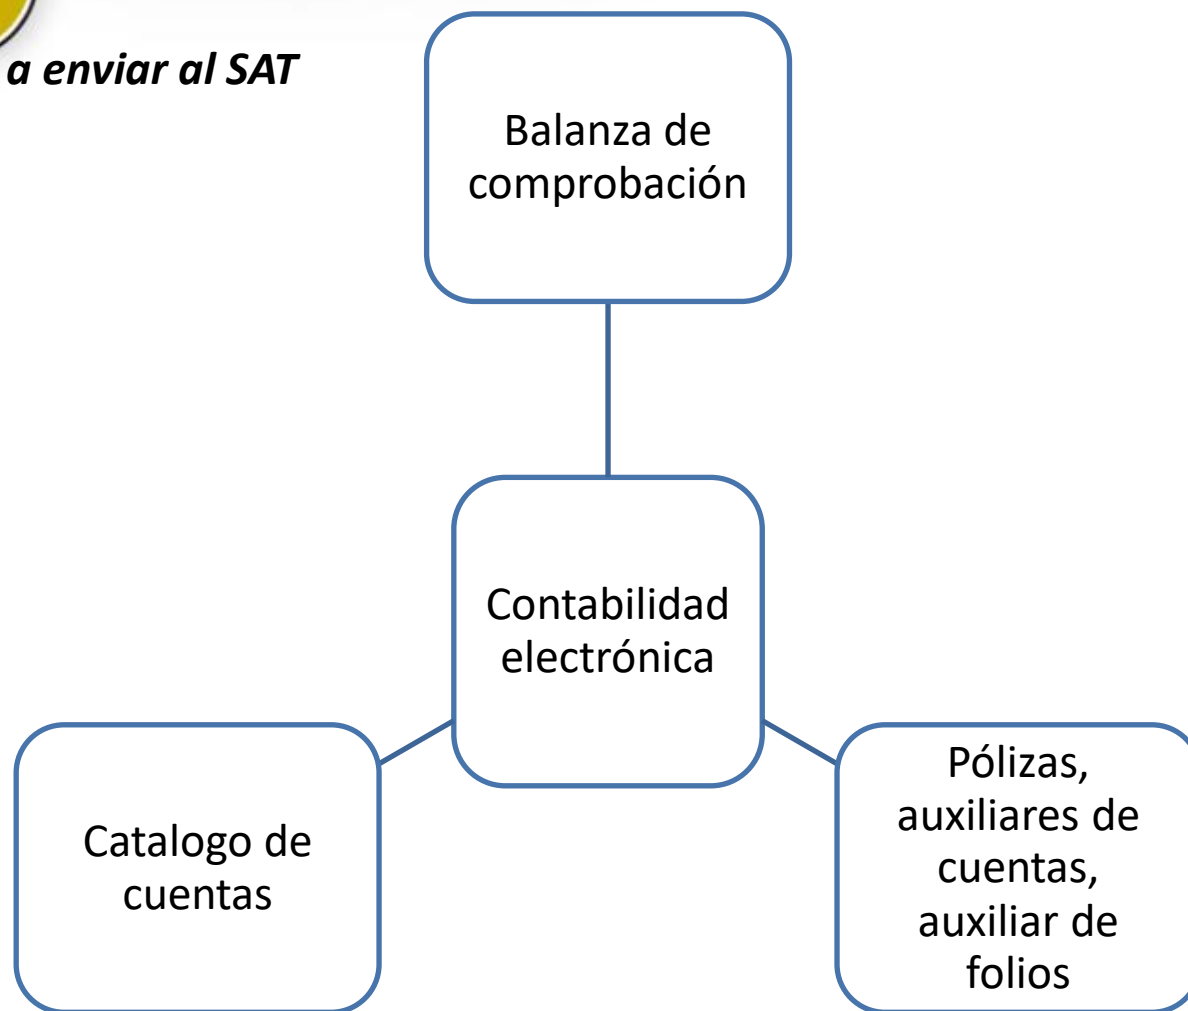 a enviar al SAT
Balanza de
comprobación
Contabilidad
electrónica
Catalogo de
cuentas
Pólizas,
auxiliares de
cuentas,
auxiliar de
folios